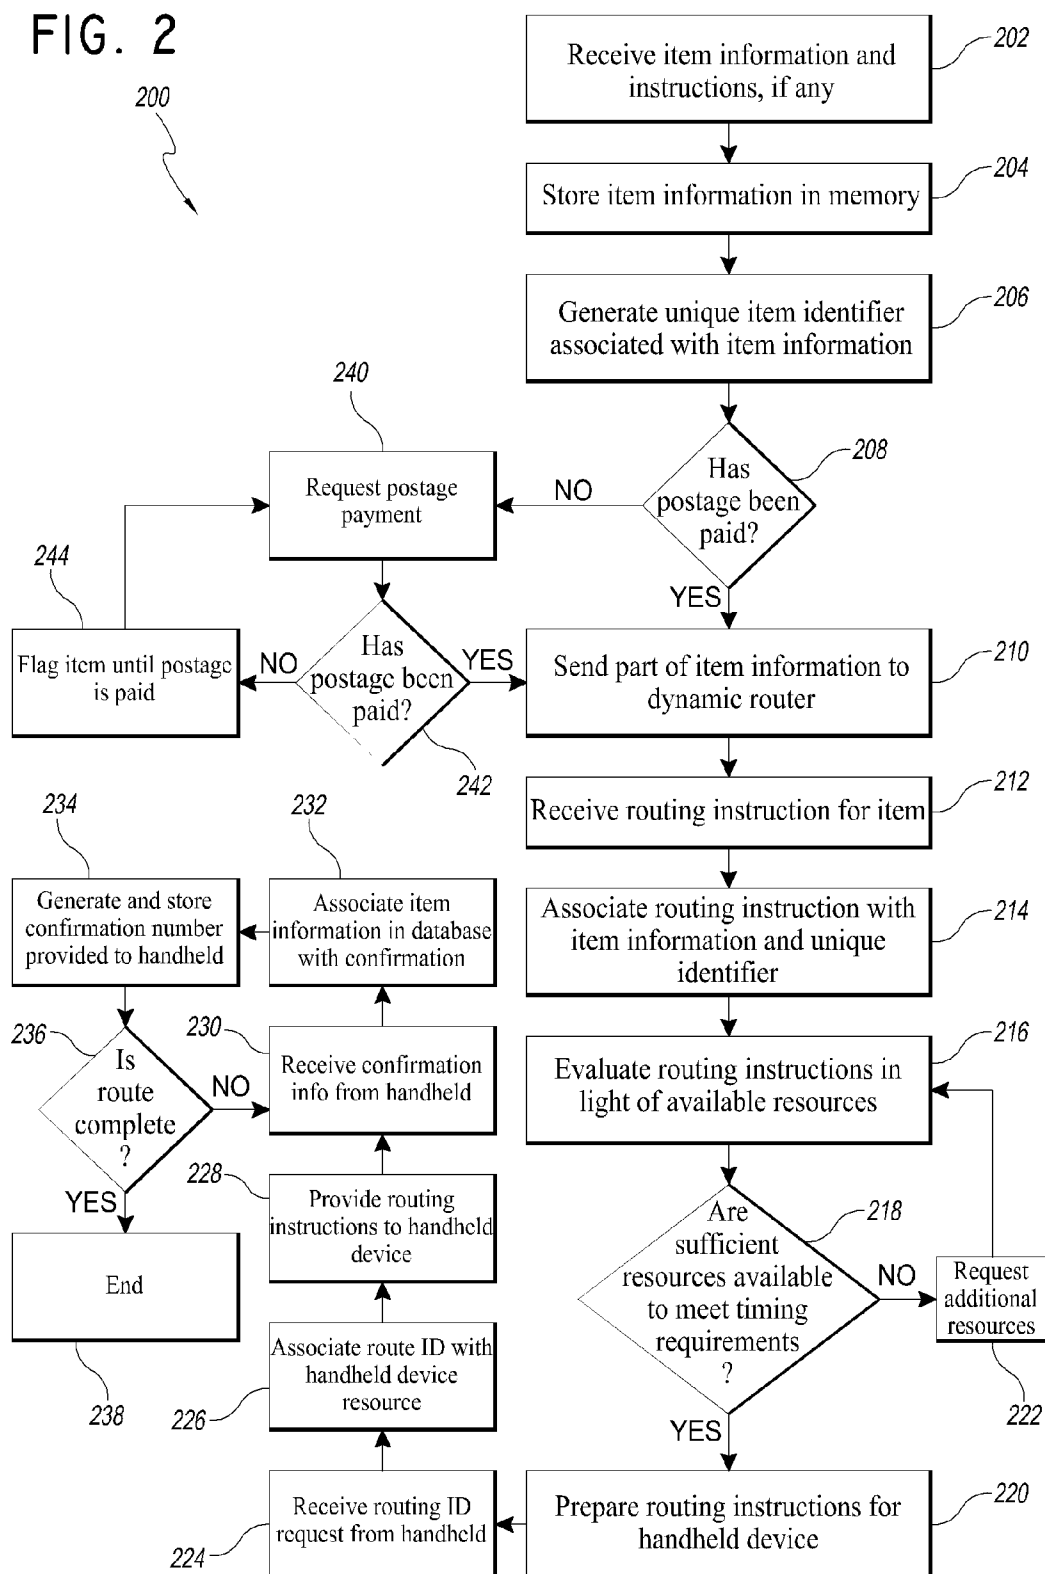 FIG. 2
200
Receive item information and
instructions, if any
202
Store item information in memory
204
Generate unique item identifier
associated with item information
206
Has
postage been
paid?
208
NO
YES
240
Request postage
payment
244
Flag item until postage
is paid
NO
Has
postage been
paid?
YES
242
Send part of item information to
dynamic router
210
Receive routing instruction for item
212
Associate routing instruction with
item information and unique
identifier
214
Evaluate routing instructions in
light of available resources
216
Are
sufficient
resources available
to meet timing
requirements
?
218
NO
Request
additional
resources
222
YES
Prepare routing instructions for
handheld device
220
Receive routing ID
request from handheld
224
Associate route ID with
handheld device
resource
226
Provide routing
instructions to handheld
device
228
Receive confirmation
info from handheld
230
Associate item
information in database
with confirmation
232
Generate and store
confirmation number
provided to handheld
234
Is
route
complete
?
236
NO
YES
End
238